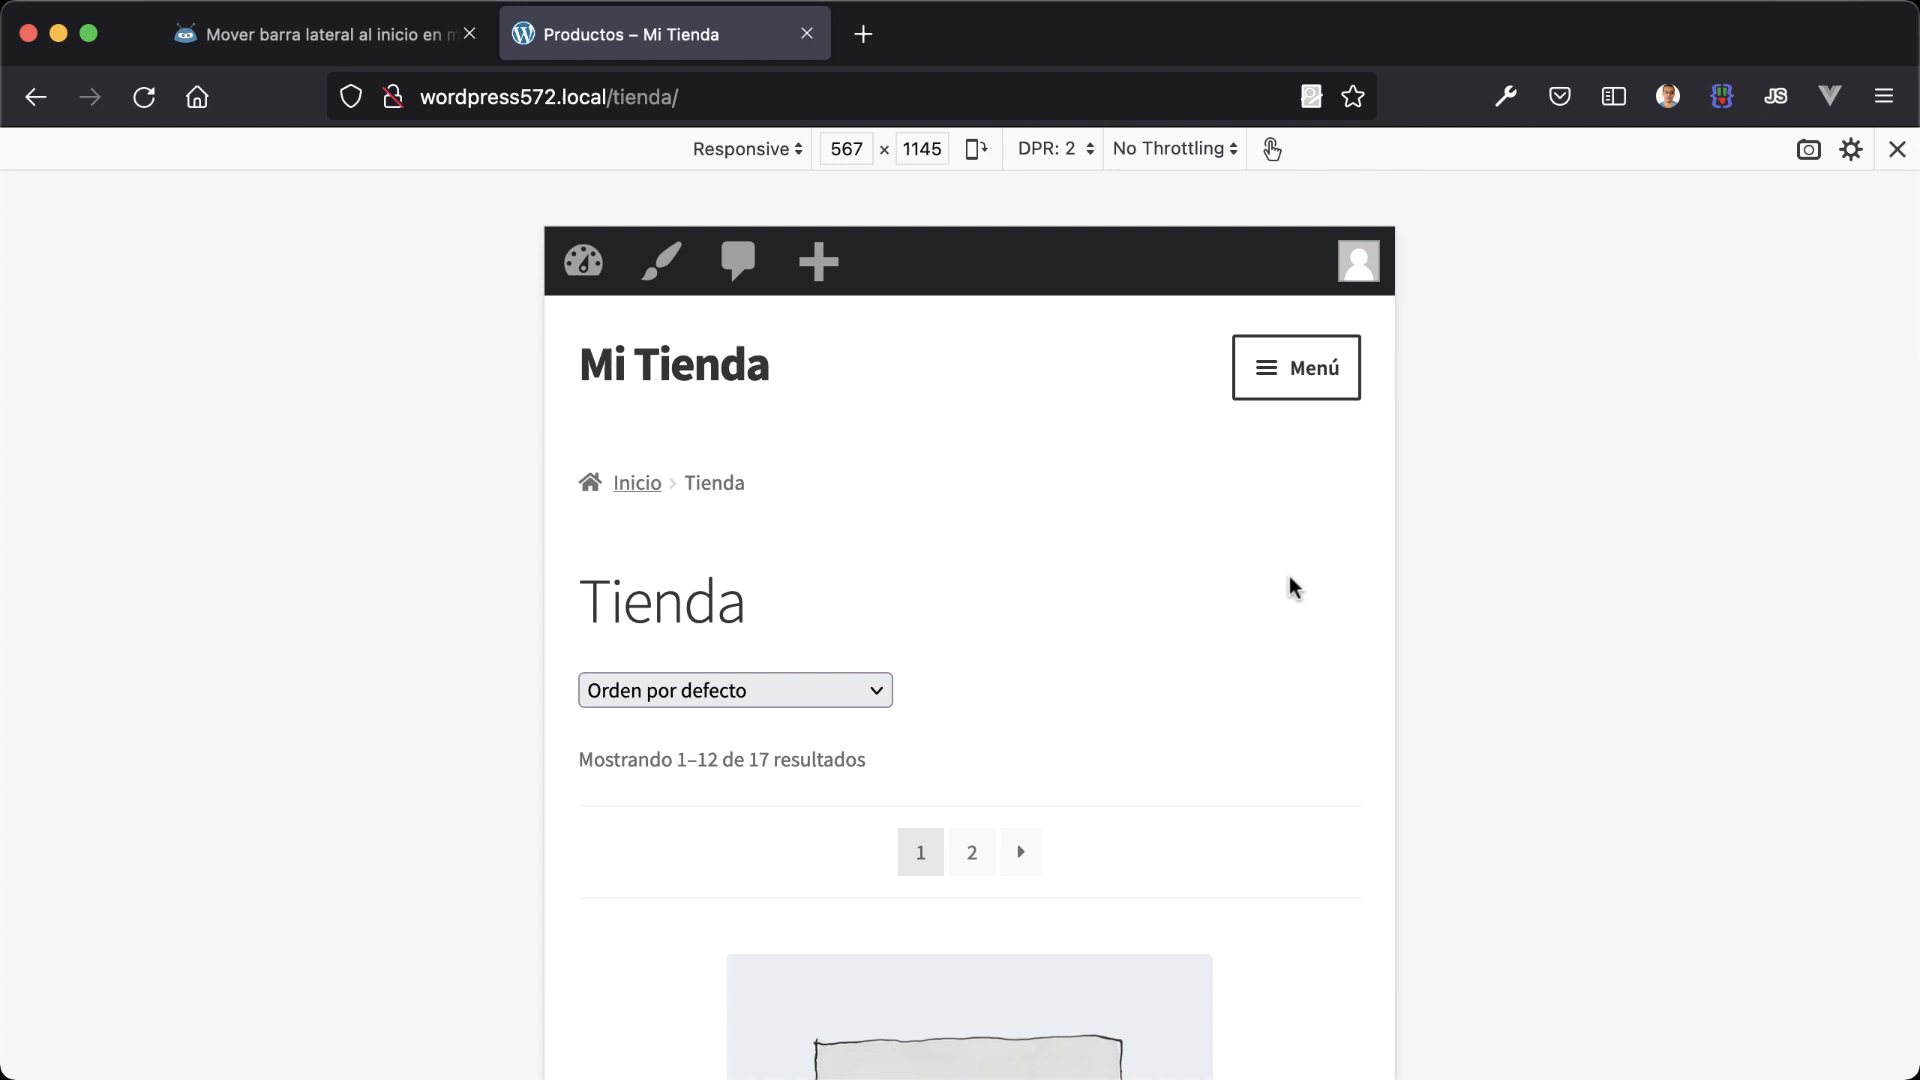 Mover barra lateral al inicio en m
Productos – Mi Tienda
wordpress572.local/tienda/
JS
Responsive 567 × 1145 DPR: 2 No Throttling
Mi Tienda
Menú
Inicio Tienda
Tienda
Orden por defecto
Mostrando 1–12 de 17 resultados
1 2